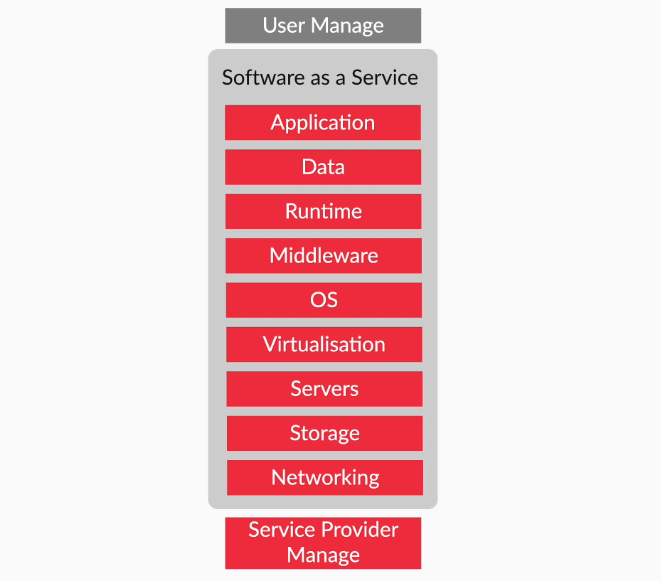 User Manage
Software as a Service
Application
Data
Runtime
Middleware
OS
Virtualisation
Servers
Storage
Networking
Service Provider
Manage